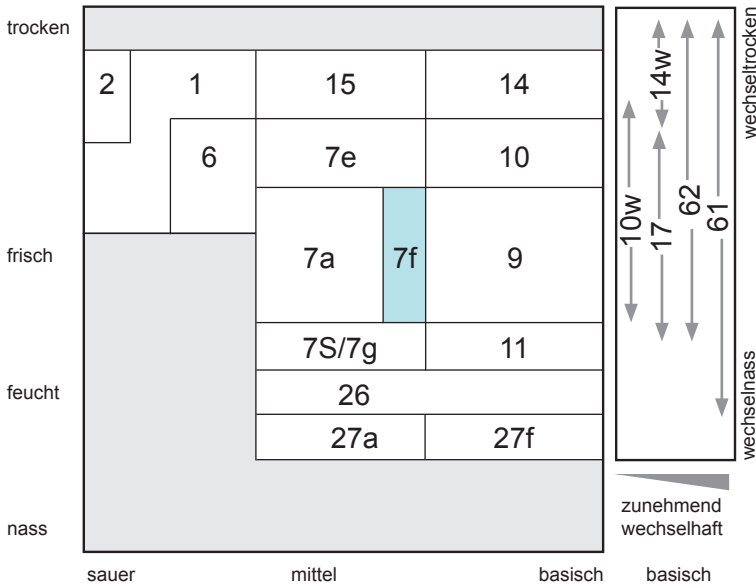 trocken
2 1 15 14
6 7e 10
frisch
7a 7f 9
7S/7g 11
feucht
26
27a 27f
nass
sauer mittel basisch
10w 17 14w 62 61
wechseltrocken
wechselnass
zunehmend
wechselhaft
basisch